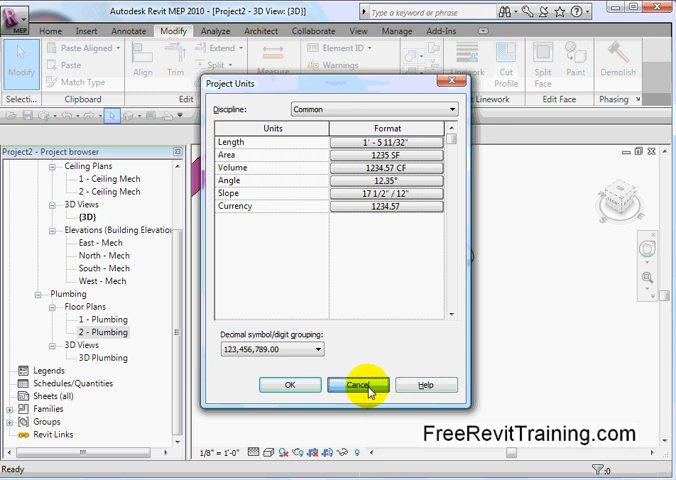 Autodesk Revit MEP 2010 - [Project2 - 3D View: {3D}]
Type a keyword or phrase
MEP
Home Insert Annotate Modify Analyze Architect Collaborate View Manage Add-Ins
Modify
Paste Aligned
Paste
Match Type
Align
Trim
Extend
Measure
Element ID
Warnings
Cut Profile
Split Face
Paint
Demolish
Selecti...
Clipboard
Edit
Linework
Edit Face
Project2 - Project browser
Ceiling Plans
1 - Ceiling Mech
2 - Ceiling Mech
3D Views
{3D}
Elevations (Building Elevation
East - Mech
North - Mech
South - Mech
West - Mech
Plumbing
Floor Plans
1 - Plumbing
2 - Plumbing
3D Views
3D Plumbing
Legends
Schedules/Quantities
Sheets (all)
Families
Groups
Revit Links
Project Units
Discipline: Common
Units Format
Length 1' - 5 11/32"
Area 1235 SF
Volume 1234.57 CF
Angle 12.35°
Slope 17 1/2" / 12"
Currency 1234.57
Decimal symbol/digit grouping:
123,456,789.00
OK Cancel Help
FreeRevitTraining.com
1/8" = 1'-0"
Ready
:0